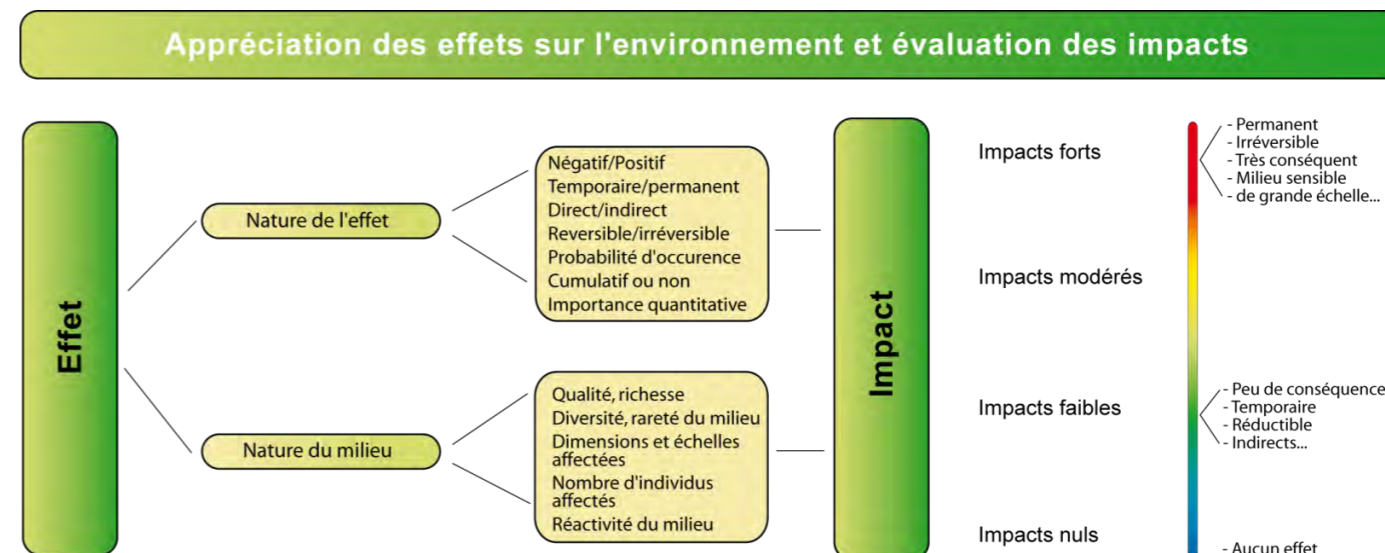 Appréciation des effets sur l'environnement et évaluation des impacts
Effet
Nature de l'effet
Négatif/Positif
Temporaire/permanent
Direct/indirect
Reversible/irréversible
Probabilité d'occurence
Cumulatif ou non
Importance quantitative
Nature du milieu
Qualité, richesse
Diversité, rareté du milieu
Dimensions et échelles
affectées
Nombre d'individus
affectés
Réactivité du milieu
Impact
Impacts forts
- Permanent
- Irréversible
- Très conséquent
- Milieu sensible
- de grande échelle...
Impacts modérés
Impacts faibles
- Peu de conséquence
- Temporaire
- Réductible
- Indirects...
Impacts nuls
- Aucun effet